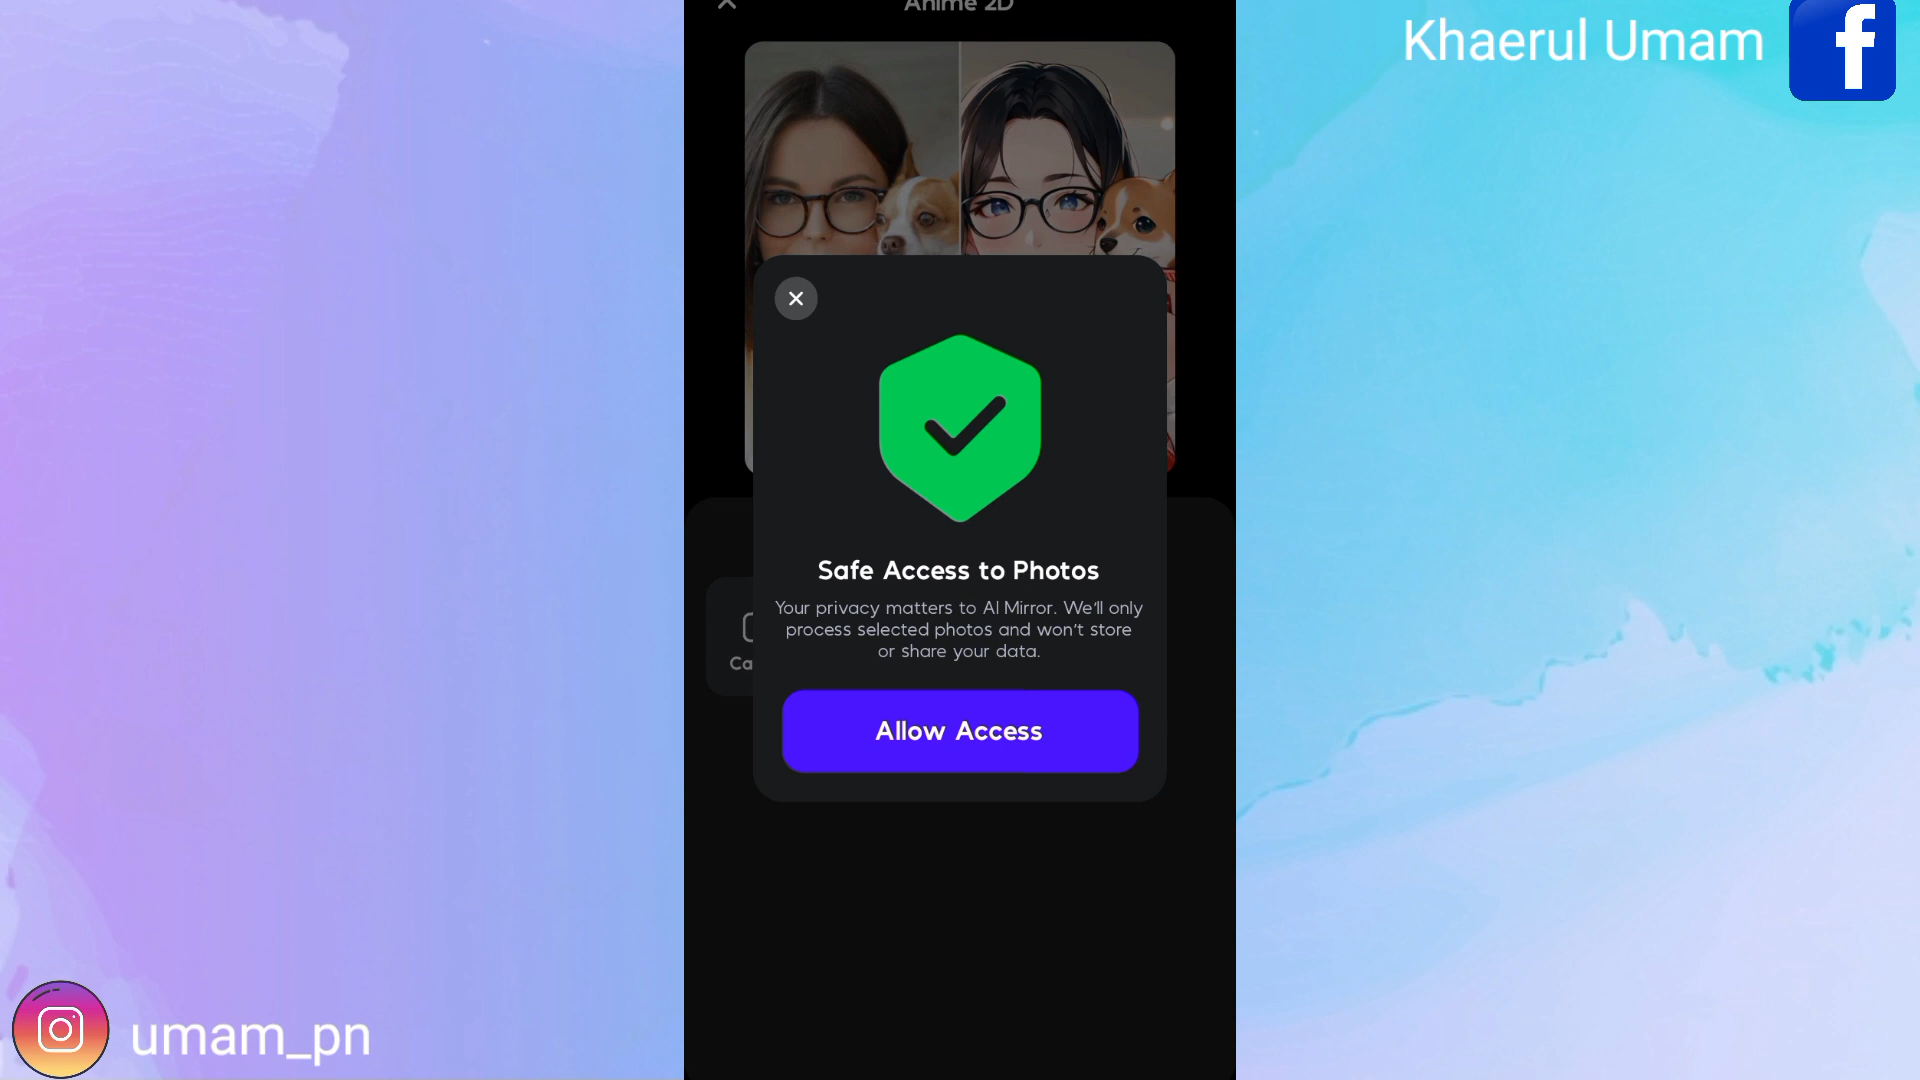 Anime 2D
Khaerul Umam
Safe Access to Photos
Your privacy matters to AI Mirror. We'll only
process selected photos and won't store
or share your data.
Ca
Allow Access
umam_pn